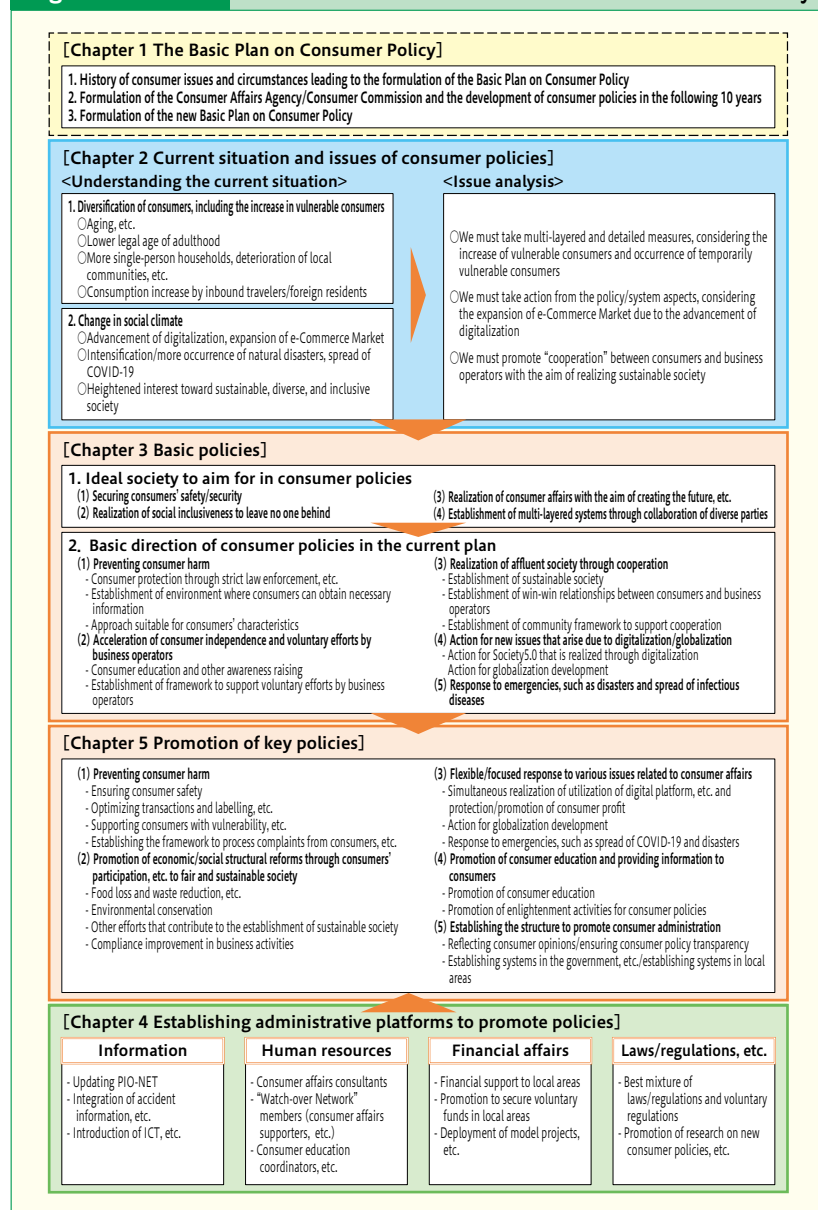 [Chapter 1 The Basic Plan on Consumer Policy]
1. History of consumer issues and circumstances leading to the formulation of the Basic Plan on Consumer Policy
2. Formulation of the Consumer Affairs Agency/Consumer Commission and the development of consumer policies in the following 10 years
3. Formulation of the new Basic Plan on Consumer Policy
[Chapter 2 Current situation and issues of consumer policies]
<Understanding the current situation>
1. Diversification of consumers, including the increase in vulnerable consumers
○Aging, etc.
○Lower legal age of adulthood
○More single-person households, deterioration of local
communities, etc.
○Consumption increase by inbound travelers/foreign residents
2. Change in social climate
○Advancement of digitalization, expansion of e-Commerce Market
○Intensification/more occurrence of natural disasters, spread of
COVID-19
○Heightened interest toward sustainable, diverse, and inclusive
society
<Issue analysis>
○We must take multi-layered and detailed measures, considering the
increase of vulnerable consumers and occurrence of temporarily
vulnerable consumers
○We must take action from the policy/system aspects, considering
the expansion of e-Commerce Market due to the advancement of
digitalization
○We must promote “cooperation” between consumers and business
operators with the aim of realizing sustainable society
[Chapter 3 Basic policies]
1. Ideal society to aim for in consumer policies
(1) Securing consumers’ safety/security
(2) Realization of social inclusiveness to leave no one behind
(3) Realization of consumer affairs with the aim of creating the future, etc.
(4) Establishment of multi-layered systems through collaboration of diverse parties
2. Basic direction of consumer policies in the current plan
(1) Preventing consumer harm
- Consumer protection through strict law enforcement, etc.
- Establishment of environment where consumers can obtain necessary
information
- Approach suitable for consumers’ characteristics
(2) Acceleration of consumer independence and voluntary efforts by
business operators
- Consumer education and other awareness raising
- Establishment of framework to support voluntary efforts by business
operators
(3) Realization of affluent society through cooperation
- Establishment of sustainable society
- Establishment of win-win relationships between consumers and business
operators
- Establishment of community framework to support cooperation
(4) Action for new issues that arise due to digitalization/globalization
- Action for Society5.0 that is realized through digitalization
Action for globalization development
(5) Response to emergencies, such as disasters and spread of infectious
diseases
[Chapter 5 Promotion of key policies]
(1) Preventing consumer harm
- Ensuring consumer safety
- Optimizing transactions and labelling, etc.
- Supporting consumers with vulnerability, etc.
- Establishing the framework to process complaints from consumers, etc.
(2) Promotion of economic/social structural reforms through consumers’
participation, etc. to fair and sustainable society
- Food loss and waste reduction, etc.
- Environmental conservation
- Other efforts that contribute to the establishment of sustainable society
- Compliance improvement in business activities
(3) Flexible/focused response to various issues related to consumer affairs
- Simultaneous realization of utilization of digital platform, etc. and
protection/promotion of consumer profit
- Action for globalization development
- Response to emergencies, such as spread of COVID-19 and disasters
(4) Promotion of consumer education and providing information to
consumers
- Promotion of consumer education
- Promotion of enlightenment activities for consumer policies
(5) Establishing the structure to promote consumer administration
- Reflecting consumer opinions/ensuring consumer policy transparency
- Establishing systems in the government, etc./establishing systems in local
areas
[Chapter 4 Establishing administrative platforms to promote policies]
Information
- Updating PIO-NET
- Integration of accident
information, etc.
- Introduction of ICT, etc.
Human resources
- Consumer affairs consultants
- “Watch-over Network”
members (consumer affairs
supporters, etc.)
- Consumer education
coordinators, etc.
Financial affairs
- Financial support to local areas
- Promotion to secure voluntary
funds in local areas
- Deployment of model projects,
etc.
Laws/regulations, etc.
- Best mixture of
laws/regulations and voluntary
regulations
- Promotion of research on new
consumer policies, etc.